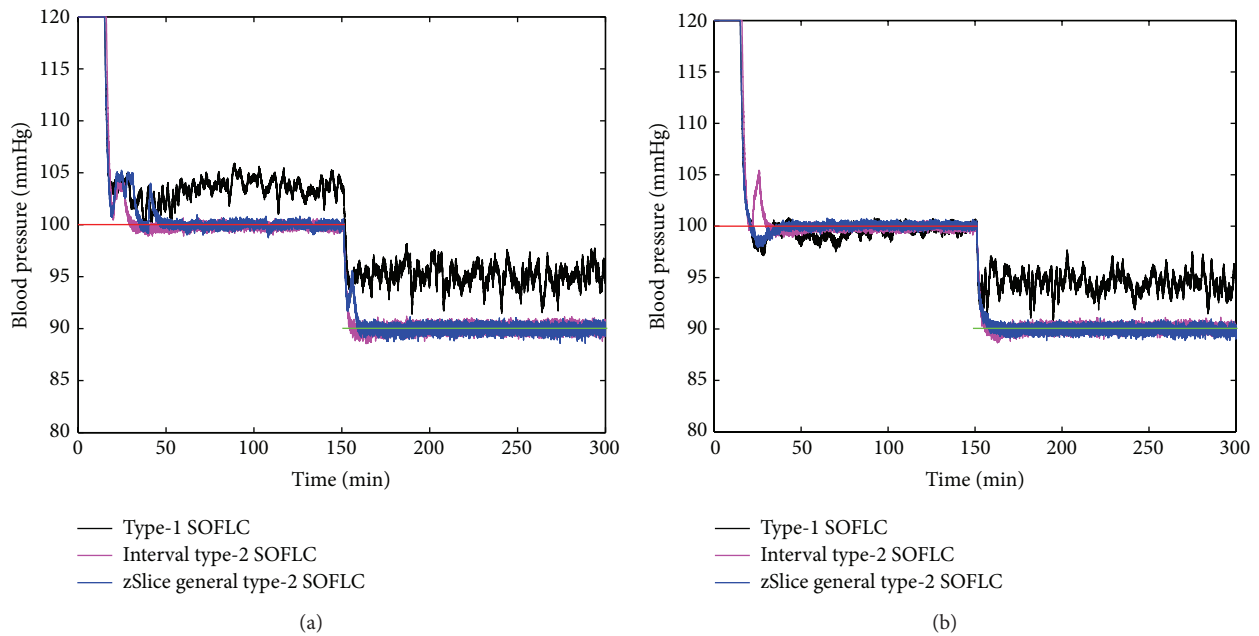 120
115
110
105
100
95
90
85
80
Blood pressure (mmHg)
0 50 100 150 200 250 300
Time (min)
Type-1 SOFLC
Interval type-2 SOFLC
zSlice general type-2 SOFLC
(a)
120
115
110
105
100
95
90
85
80
Blood pressure (mmHg)
0 50 100 150 200 250 300
Time (min)
Type-1 SOFLC
Interval type-2 SOFLC
zSlice general type-2 SOFLC
(b)